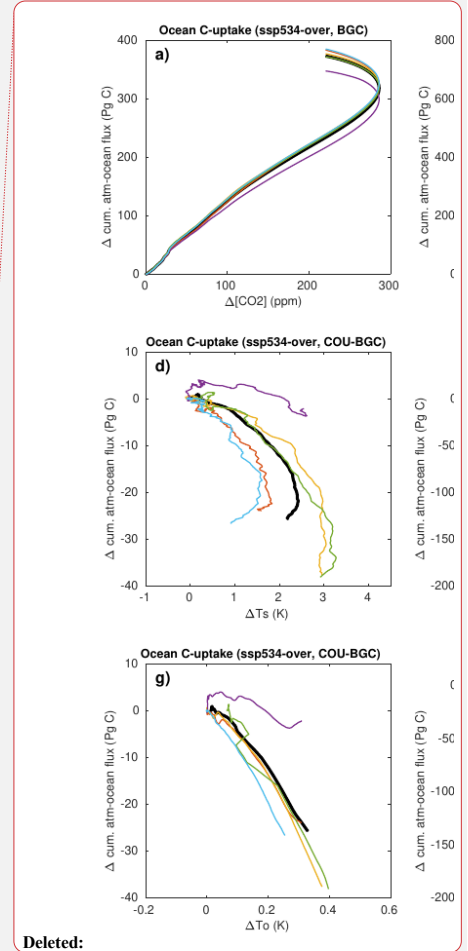 Ocean C-uptake (ssp534-over, BGC)
a)
Δ cum. atm-ocean flux (Pg C)
400
300
200
100
0
0 100 200 300
Δ[CO2] (ppm)
Δ cum. atm-ocean flux (Pg C)
800
600
400
200
0
Ocean C-uptake (ssp534-over, COU-BGC)
d)
Δ cum. atm-ocean flux (Pg C)
10
0
-10
-20
-30
-40
-1 0 1 2 3 4
ΔTs (K)
Δ cum. atm-ocean flux (Pg C)
-50
-100
-150
-200
Ocean C-uptake (ssp534-over, COU-BGC)
g)
Δ cum. atm-ocean flux (Pg C)
10
0
-10
-20
-30
-40
-0.2 0 0.2 0.4 0.6
ΔTo (K)
Δ cum. atm-ocean flux (Pg C)
-50
-100
-150
-200
Deleted: